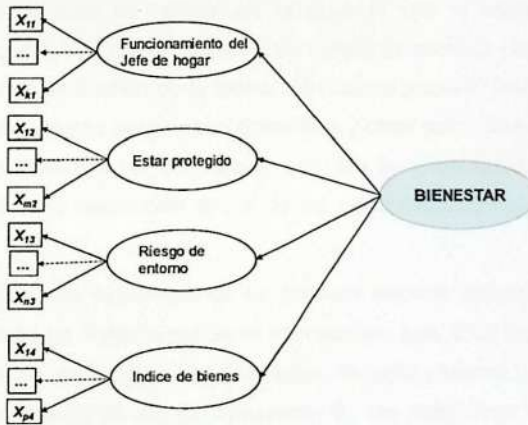 X11
...
Xk1
Funcionamiento del
Jefe de hogar
X12
...
Xm2
Estar protegido
BIENESTAR
X13
...
Xn3
Riesgo de
entorno
X14
...
Xp4
Indice de bienes